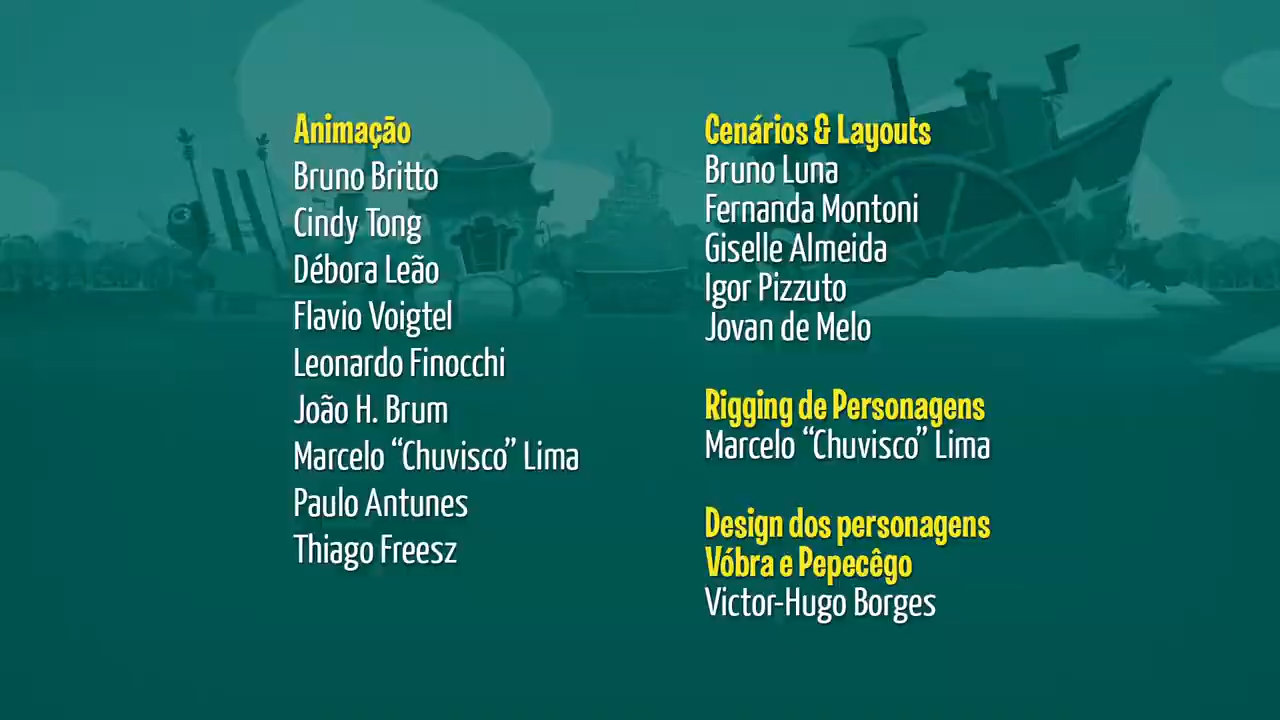 Animação
Bruno Britto
Cindy Tong
Débora Leão
Flavio Voigtel
Leonardo Finocchi
João H. Brum
Marcelo “Chuvisco” Lima
Paulo Antunes
Thiago Freesz
Cenários & Layouts
Bruno Luna
Fernanda Montoni
Giselle Almeida
Igor Pizzuto
Jovan de Melo
Rigging de Personagens
Marcelo “Chuvisco” Lima
Design dos personagens
Vóbra e Pepecêgo
Victor-Hugo Borges